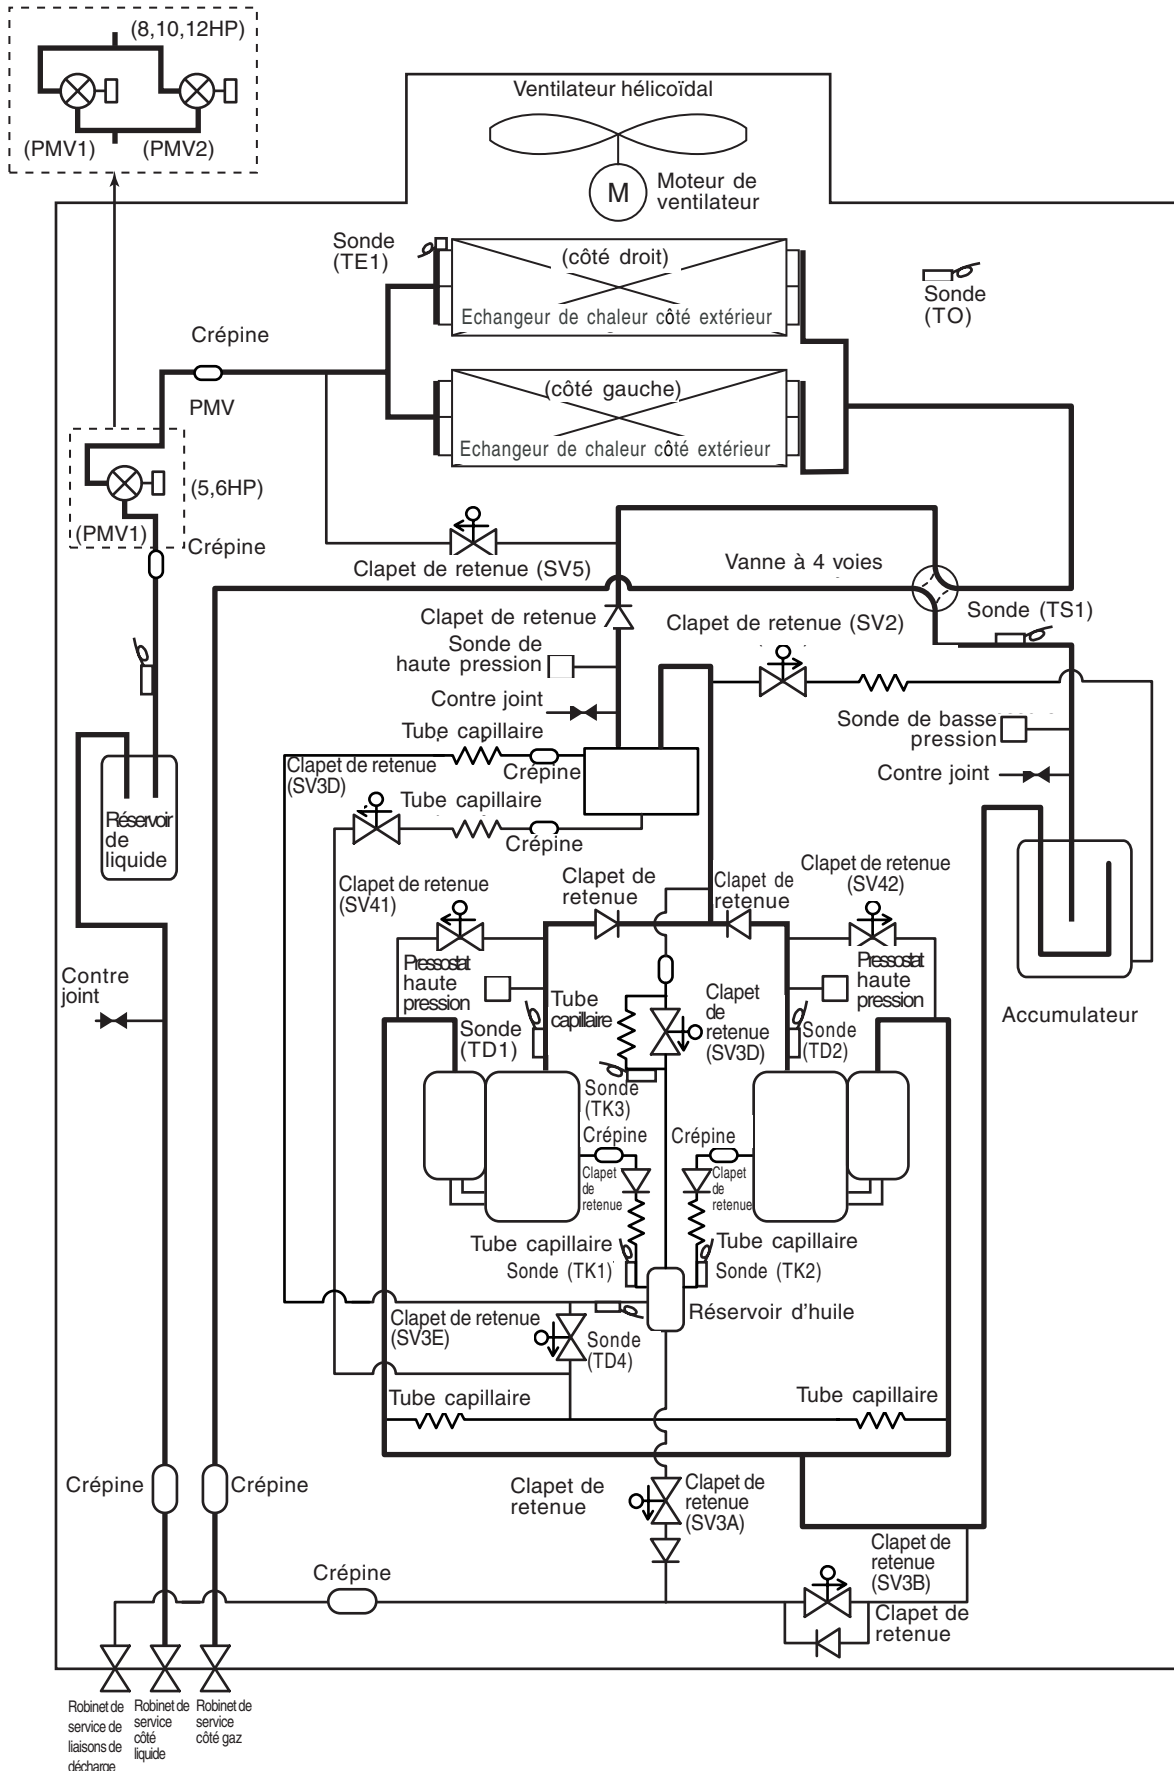 (8,10,12HP)
(PMV1)
(PMV2)
Ventilateur hélicoïdal
M
Moteur de
ventilateur
Sonde
(TE1)
(côté droit)
Echangeur de chaleur côté extérieur
Sonde
(TO)
Crépine
PMV
(côté gauche)
Echangeur de chaleur côté extérieur
(5,6HP)
(PMV1)
Crépine
Clapet de retenue (SV5)
Vanne à 4 voies
Clapet de retenue
Clapet de retenue (SV2)
Sonde (TS1)
Sonde de
haute pression
Contre joint
Sonde de basse
pression
Tube capillaire
Clapet de retenue
(SV3D)
Crépine
Contre joint
Tube capillaire
Crépine
Réservoir
de
liquide
Clapet de retenue
(SV41)
Clapet de
retenue
Clapet de
retenue
Clapet de retenue
(SV42)
Contre
joint
Pressostat
haute
pression
Tube
capillaire
Clapet
de
retenue
(SV3D)
Pressostat
haute
pression
Accumulateur
Sonde
(TD1)
Sonde
(TD2)
Sonde
(TK3)
Crépine
Crépine
Clapet
de
retenue
Clapet
de
retenue
Tube capillaire
Tube capillaire
Sonde (TK1)
Sonde (TK2)
Réservoir d'huile
Clapet de retenue
(SV3E)
Sonde
(TD4)
Tube capillaire
Tube capillaire
Crépine
Crépine
Clapet de
retenue
Clapet de
retenue
(SV3A)
Clapet de
retenue
(SV3B)
Crépine
Clapet de
retenue
Robinet de
service de
liaisons de
décharge
Robinet de
service
côté
liquide
Robinet de
service
côté gaz